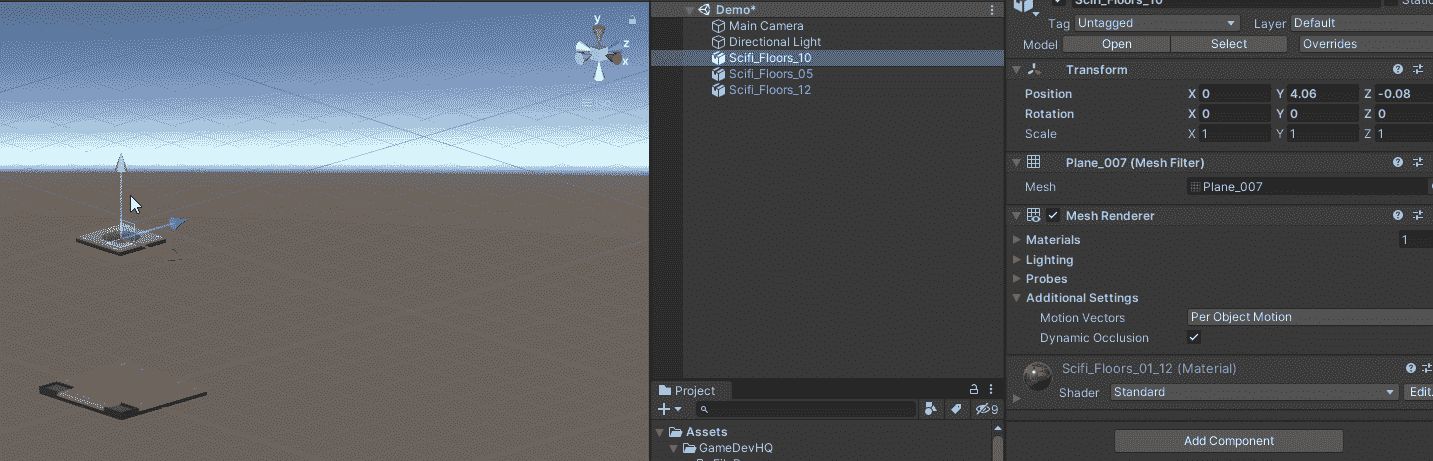 y
z
x
Demo*
Main Camera
Directional Light
Scifi_Floors_10
Scifi_Floors_05
Scifi_Floors_12
Project
9
Assets
GameDevHQ
Scifi_Floors_10
Tag Untagged Layer Default
Model Open Select Overrides
Transform
Position X 0 Y 4.06 Z -0.08
Rotation X 0 Y 0 Z 0
Scale X 1 Y 1 Z 1
Plane_007 (Mesh Filter)
Mesh Plane_007
Mesh Renderer
Materials 1
Lighting
Probes
Additional Settings
Motion Vectors Per Object Motion
Dynamic Occlusion
Scifi_Floors_01_12 (Material)
Shader Standard Edit.
Add Component